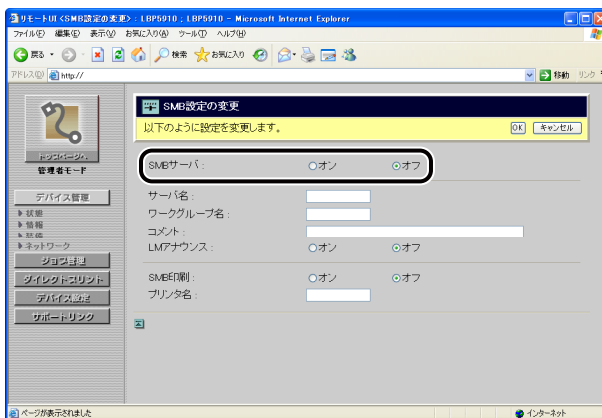 リモートUI <SMB設定の変更> : LBP5910 ; LBP5910 - Microsoft Internet Explorer
ファイル(F) 編集(E) 表示(V) お気に入り(A) ツール(T) ヘルプ(H)
戻る 検索 お気に入り
アドレス(D) http:// 移動 リンク
SMB設定の変更
以下のように設定を変更します。 OK キャンセル
トップページへ
管理者モード
SMBサーバ : オン オフ
デバイス管理
状態
情報
ネットワーク
ジョブ管理
ダイレクトプリント
デバイス設定
サポートリンク
サーバ名 :
ワークグループ名 :
コメント :
LMアナウンス : オン オフ
SMB印刷 : オン オフ
プリンタ名 :
ページが表示されました インターネット